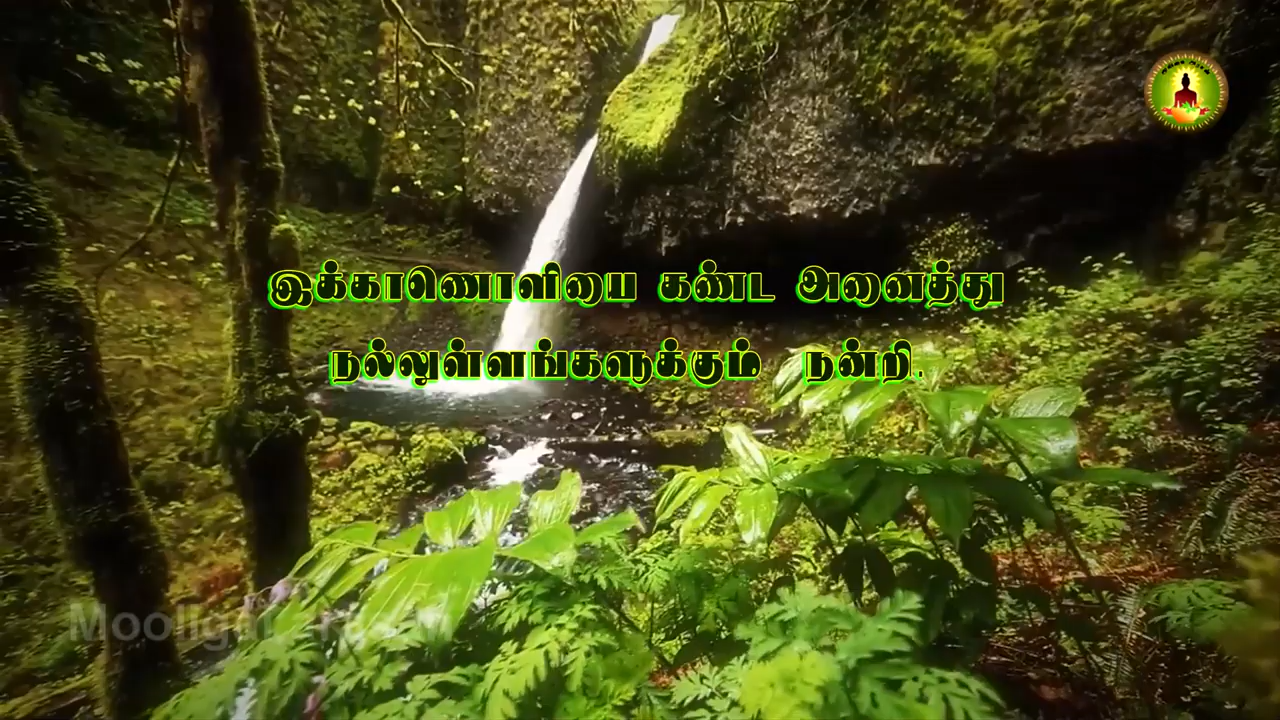 இக்காணொளியை கண்ட அனைத்து
நல்லுள்ளங்களுக்கும் நன்றி.